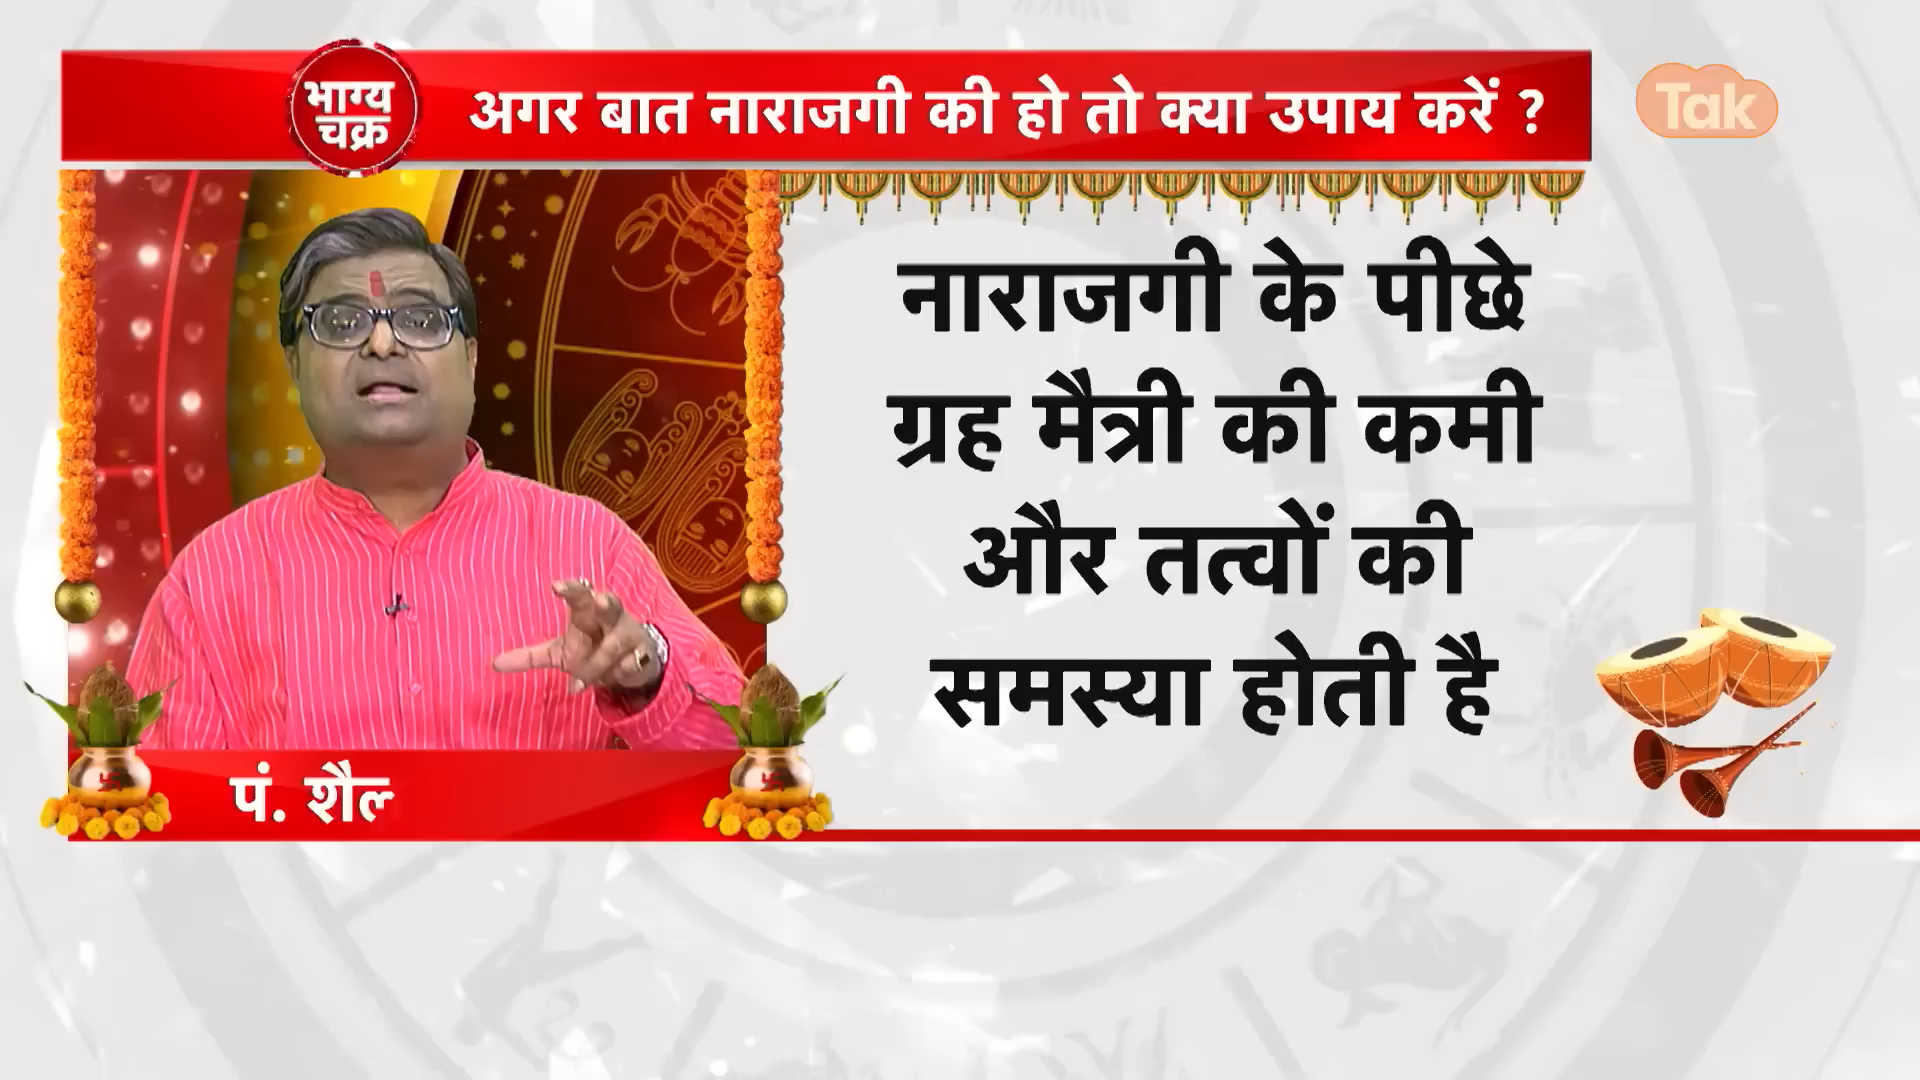 भाग्य
चक्र
अगर बात नाराजगी की हो तो क्या उपाय करें ?
Tak
नाराजगी के पीछे
ग्रह मैत्री की कमी
और तत्वों की
समस्या होती है
पं. शैल